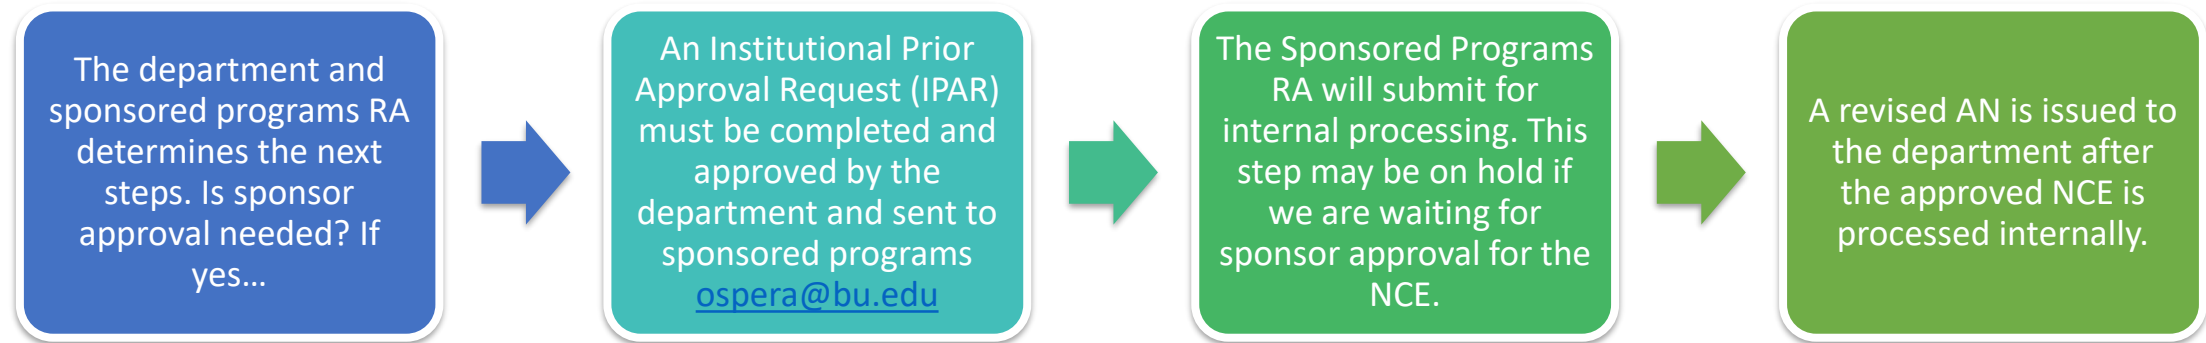 The department and
sponsored programs RA
determines the next
steps. Is sponsor
approval needed? If
yes...
An Institutional Prior
Approval Request (IPAR)
must be completed and
approved by the
department and sent to
sponsored programs
ospera@bu.edu
The Sponsored Programs
RA will submit for
internal processing. This
step may be on hold if
we are waiting for
sponsor approval for the
NCE.
A revised AN is issued to
the department after
the approved NCE is
processed internally.